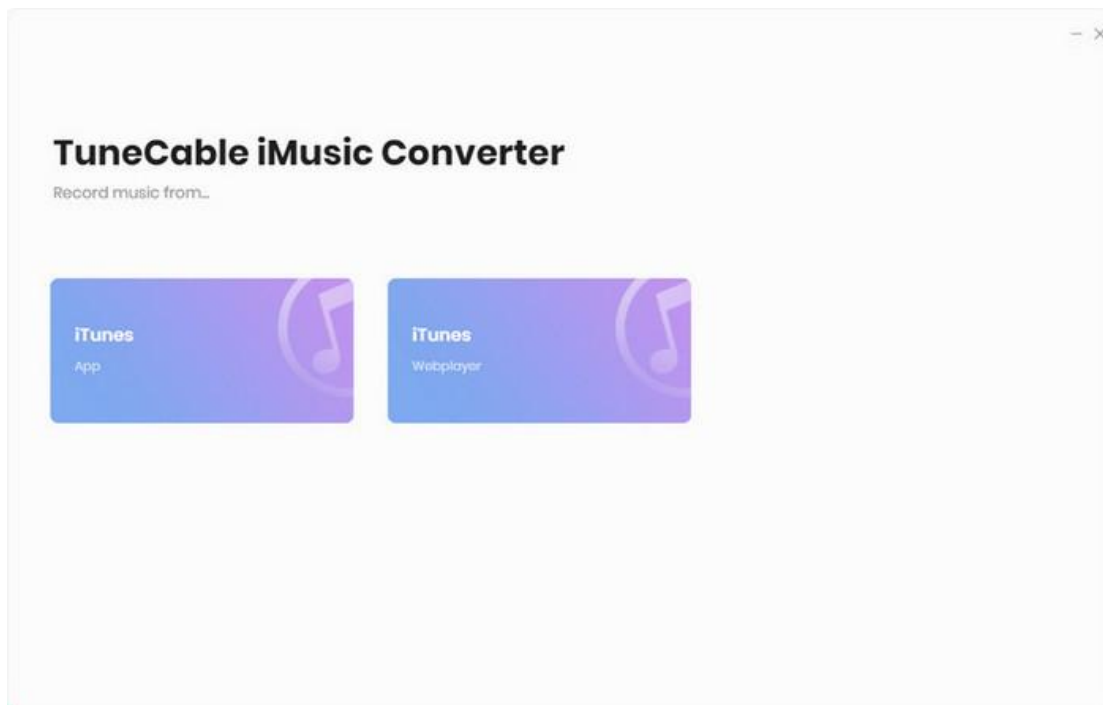 TuneCable iMusic Converter
Record music from...
iTunes
App
iTunes
Webplayer